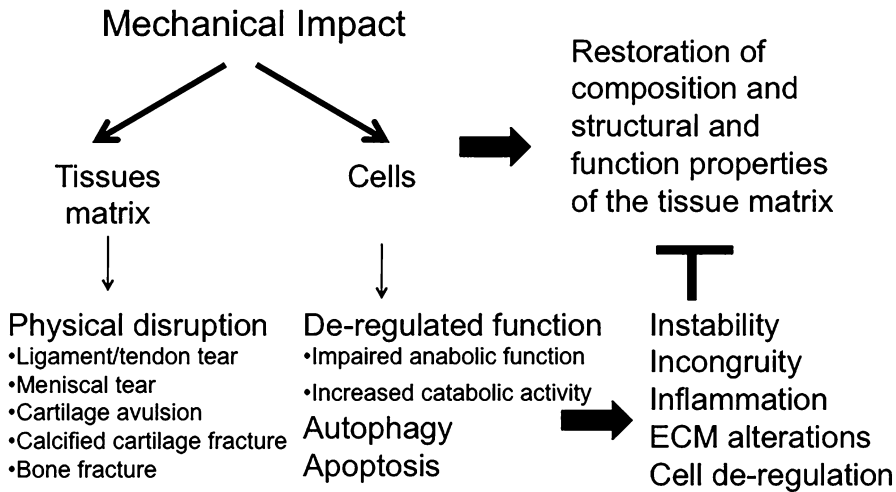 Mechanical Impact
Tissues
matrix
Cells
Restoration of
composition and
structural and
function properties
of the tissue matrix
Physical disruption
•Ligament/tendon tear
•Meniscal tear
•Cartilage avulsion
•Calcified cartilage fracture
•Bone fracture
De-regulated function
•Impaired anabolic function
•Increased catabolic activity
Autophagy
Apoptosis
Instability
Incongruity
Inflammation
ECM alterations
Cell de-regulation